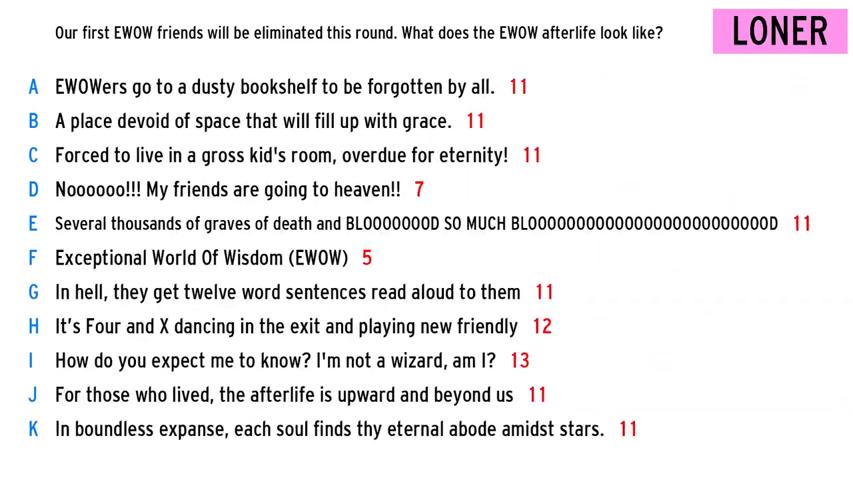 Our first EWOW friends will be eliminated this round. What does the EWOW afterlife look like?
LONER
A EWOWers go to a dusty bookshelf to be forgotten by all. 11
B A place devoid of space that will fill up with grace. 11
C Forced to live in a gross kid's room, overdue for eternity! 11
D Noooooo!!! My friends are going to heaven!! 7
E Several thousands of graves of death and BLOOOOOOOD SO MUCH BLOOOOOOOOOOOOOOOOOOOOOOOOOD 11
F Exceptional World Of Wisdom (EWOW) 5
G In hell, they get twelve word sentences read aloud to them 11
H It’s Four and X dancing in the exit and playing new friendly 12
I How do you expect me to know? I'm not a wizard, am I? 13
J For those who lived, the afterlife is upward and beyond us 11
K In boundless expanse, each soul finds thy eternal abode amidst stars. 11